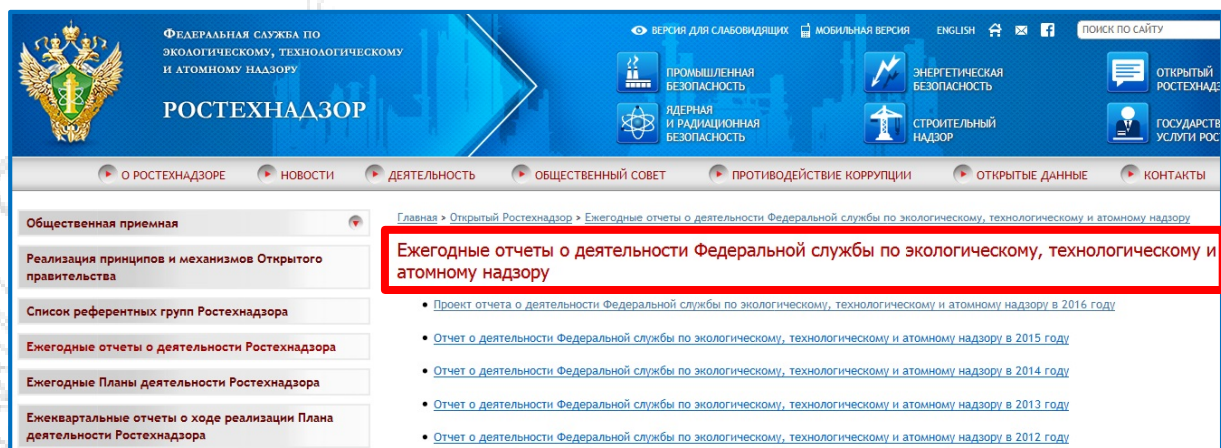 Федеральная служба по
экологическому, технологическому
и атомному надзору
РОСТЕХНАДЗОР
ВЕРСИЯ ДЛЯ СЛАБОВИДЯЩИХ МОБИЛЬНАЯ ВЕРСИЯ ENGLISH ПОИСК ПО САЙТУ
ПРОМЫШЛЕННАЯ
БЕЗОПАСНОСТЬ
ЭНЕРГЕТИЧЕСКАЯ
БЕЗОПАСНОСТЬ
ОТКРЫТЫЙ
РОСТЕХНАДЗ
ЯДЕРНАЯ
И РАДИАЦИОННАЯ
БЕЗОПАСНОСТЬ
СТРОИТЕЛЬНЫЙ
НАДЗОР
ГОСУДАРСТВ
УСЛУГИ РОС
О РОСТЕХНАДЗОРЕ НОВОСТИ ДЕЯТЕЛЬНОСТЬ ОБЩЕСТВЕННЫЙ СОВЕТ ПРОТИВОДЕЙСТВИЕ КОРРУПЦИИ ОТКРЫТЫЕ ДАННЫЕ КОНТАКТЫ
Общественная приемная
Реализация принципов и механизмов Открытого
правительства
Список референтных групп Ростехнадзора
Ежегодные отчеты о деятельности Ростехнадзора
Ежегодные Планы деятельности Ростехнадзора
Ежеквартальные отчеты о ходе реализации Плана
деятельности Ростехнадзора
Главная > Открытый Ростехнадзор > Ежегодные отчеты о деятельности Федеральной службы по экологическому, технологическому и атомному надзору
Ежегодные отчеты о деятельности Федеральной службы по экологическому, технологическому и
атомному надзору
• Проект отчета о деятельности Федеральной службы по экологическому, технологическому и атомному надзору в 2016 году
• Отчет о деятельности Федеральной службы по экологическому, технологическому и атомному надзору в 2015 году
• Отчет о деятельности Федеральной службы по экологическому, технологическому и атомному надзору в 2014 году
• Отчет о деятельности Федеральной службы по экологическому, технологическому и атомному надзору в 2013 году
• Отчет о деятельности Федеральной службы по экологическому, технологическому и атомному надзору в 2012 году